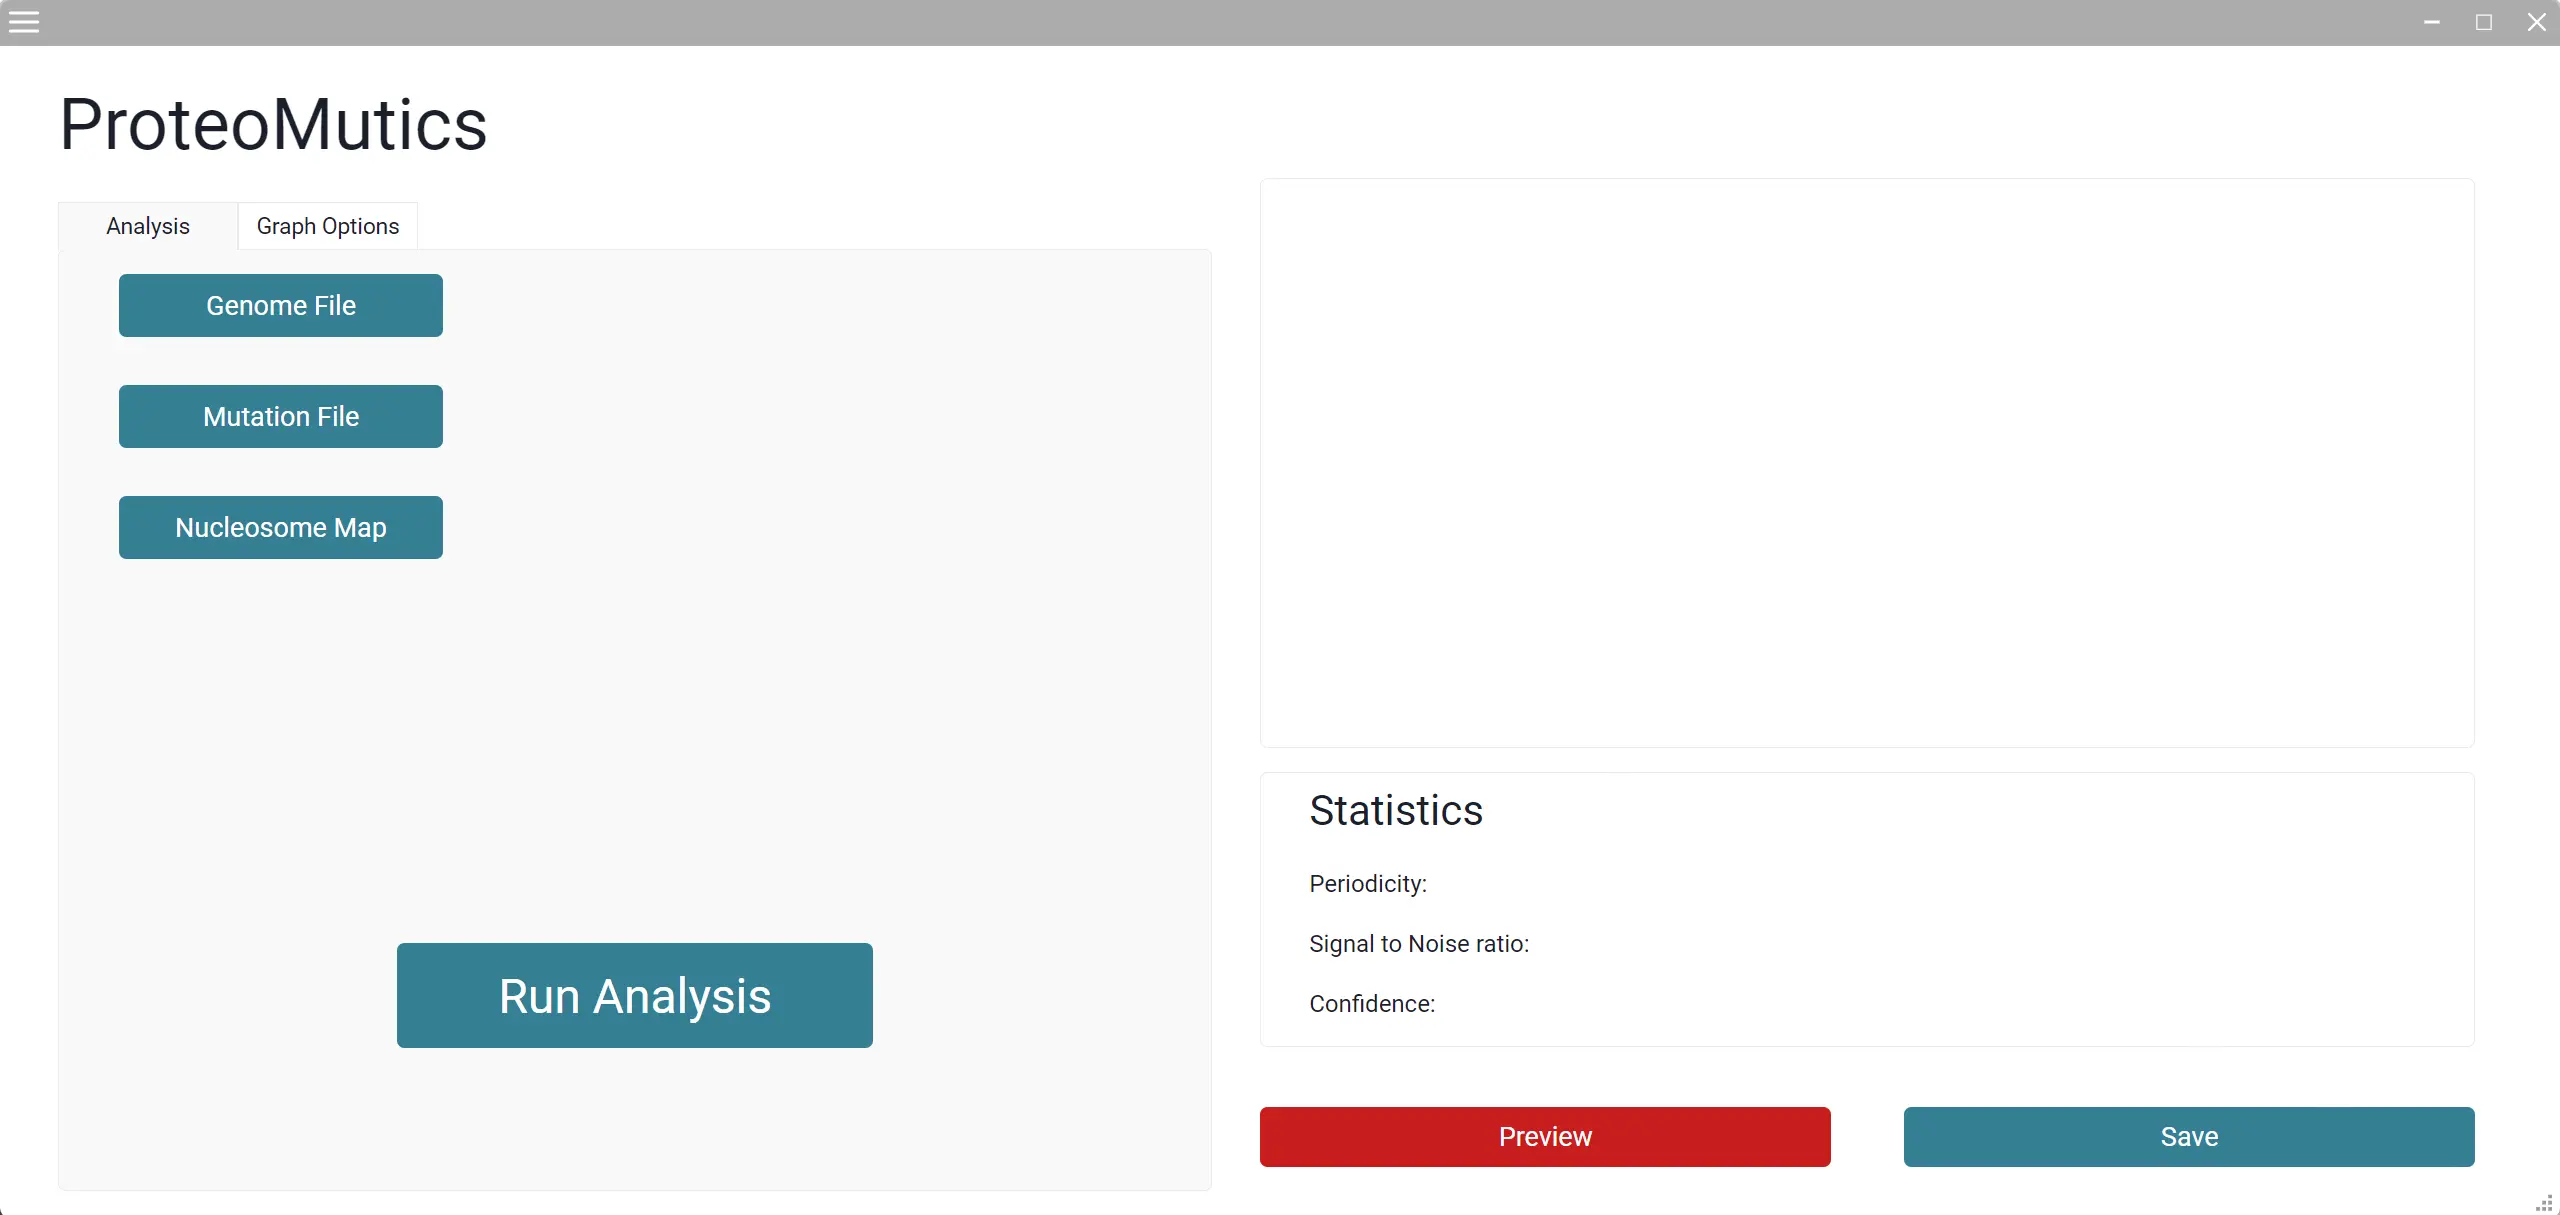 ProteoMutics
Analysis
Graph Options
Genome File
Mutation File
Nucleosome Map
Run Analysis
Statistics
Periodicity:
Signal to Noise ratio:
Confidence:
Preview
Save